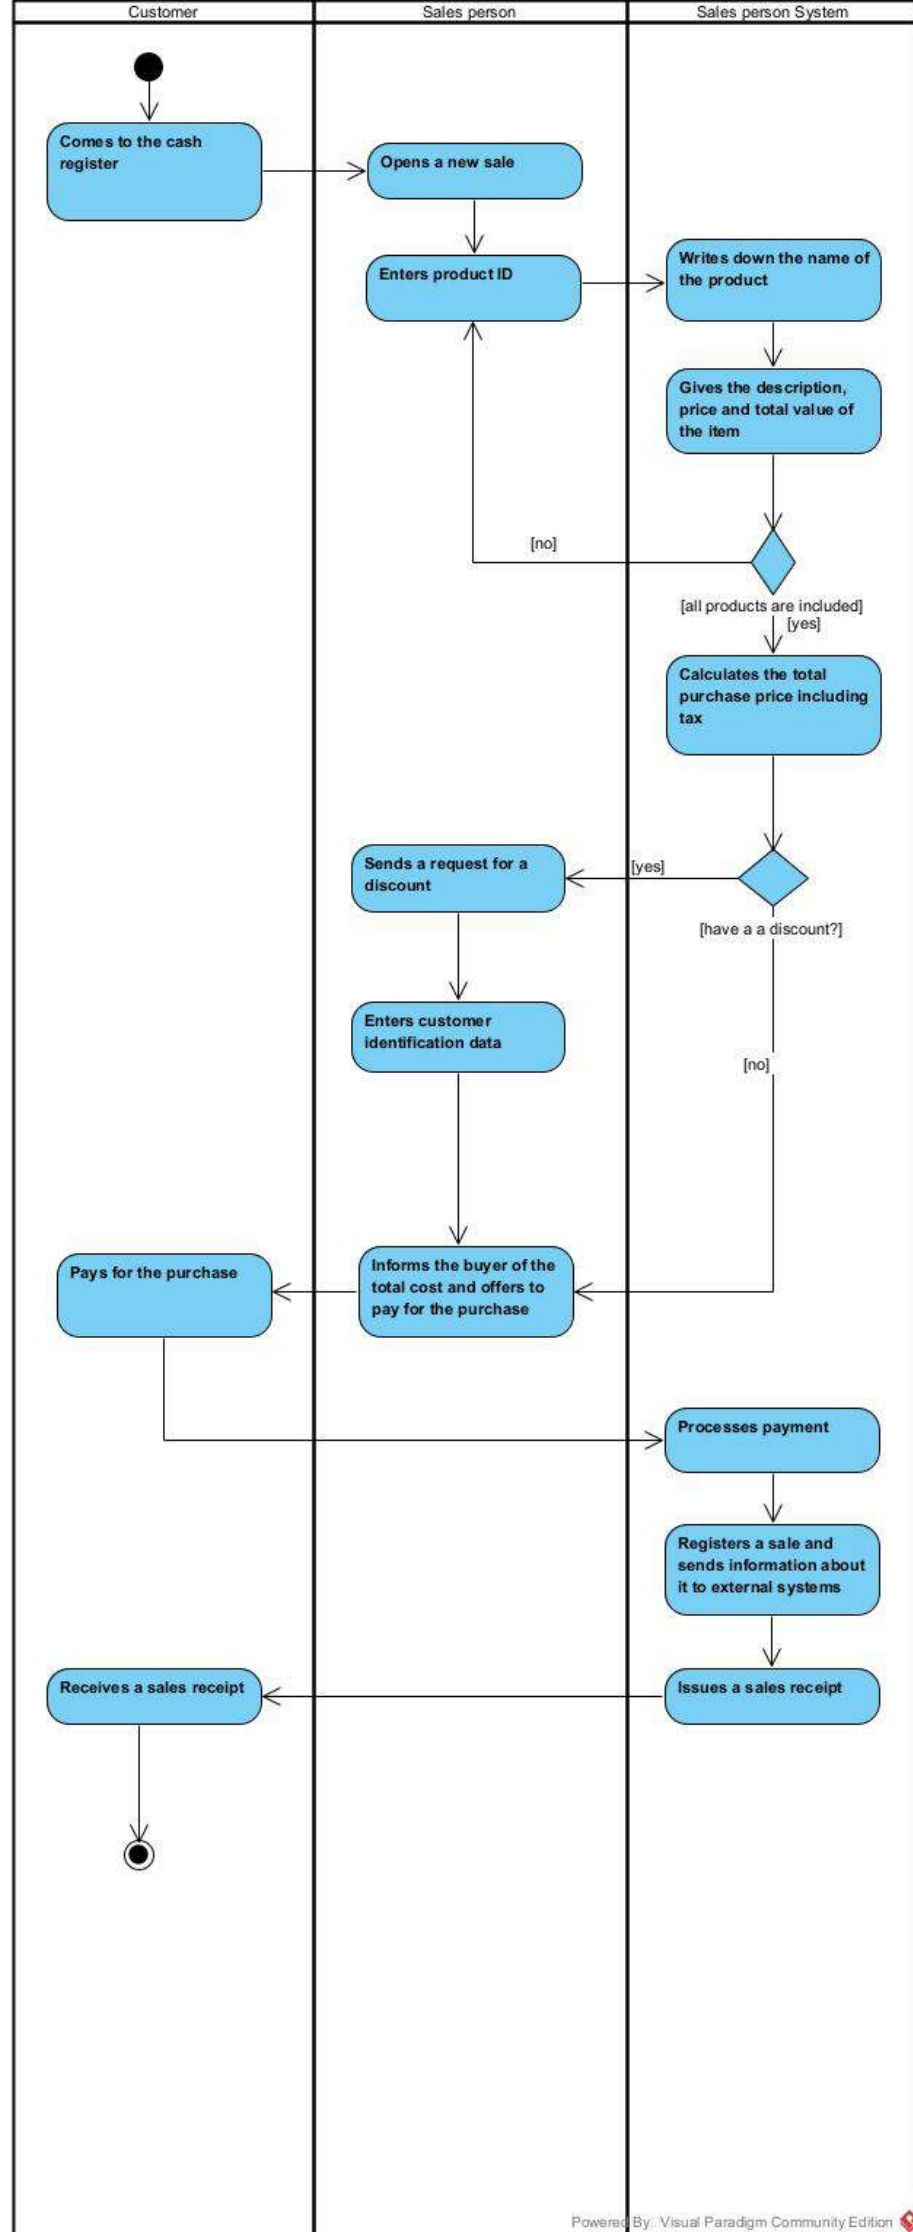 Customer
Sales person
Sales person System
Comes to the cash
register
Opens a new sale
Enters product ID
Writes down the name of
the product
Gives the description,
price and total value of
the item
[no]
[all products are included]
[yes]
Calculates the total
purchase price including
tax
Sends a request for a
discount
[yes]
[have a a discount?]
Enters customer
identification data
[no]
Pays for the purchase
Informs the buyer of the
total cost and offers to
pay for the purchase
Processes payment
Registers a sale and
sends information about
it to external systems
Receives a sales receipt
Issues a sales receipt
Powered By: Visual Paradigm Community Edition